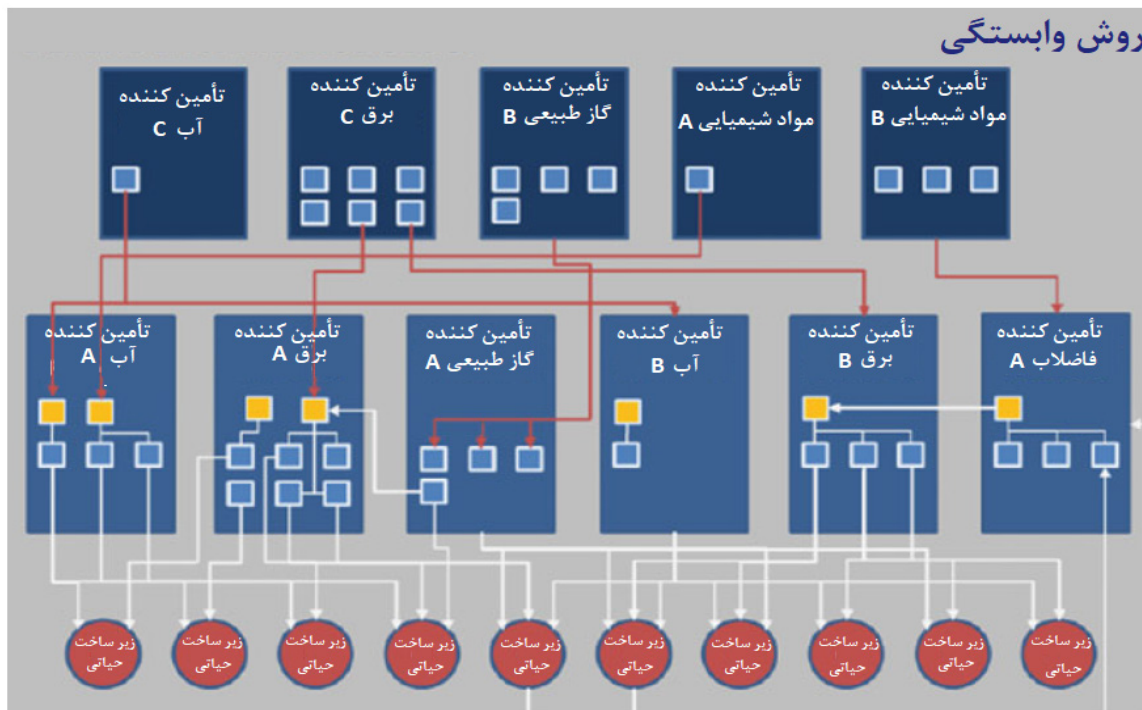 روش وابستگی
تأمین کننده
مواد شیمیایی B
تأمین کننده
مواد شیمیایی A
تأمین کننده
گاز طبیعی B
تأمین کننده
برق C
تأمین کننده
آب C
تأمین کننده
فاضلاب A
تأمین کننده
برق B
تأمین کننده
آب B
تأمین کننده
گاز طبیعی A
تأمین کننده
برق A
تأمین کننده
آب A
زیر ساخت
حیاتی
زیر ساخت
حیاتی
زیر ساخت
حیاتی
زیر ساخت
حیاتی
زیر ساخت
حیاتی
زیر ساخت
حیاتی
زیر ساخت
حیاتی
زیر ساخت
حیاتی
زیر ساخت
حیاتی
زیر ساخت
حیاتی